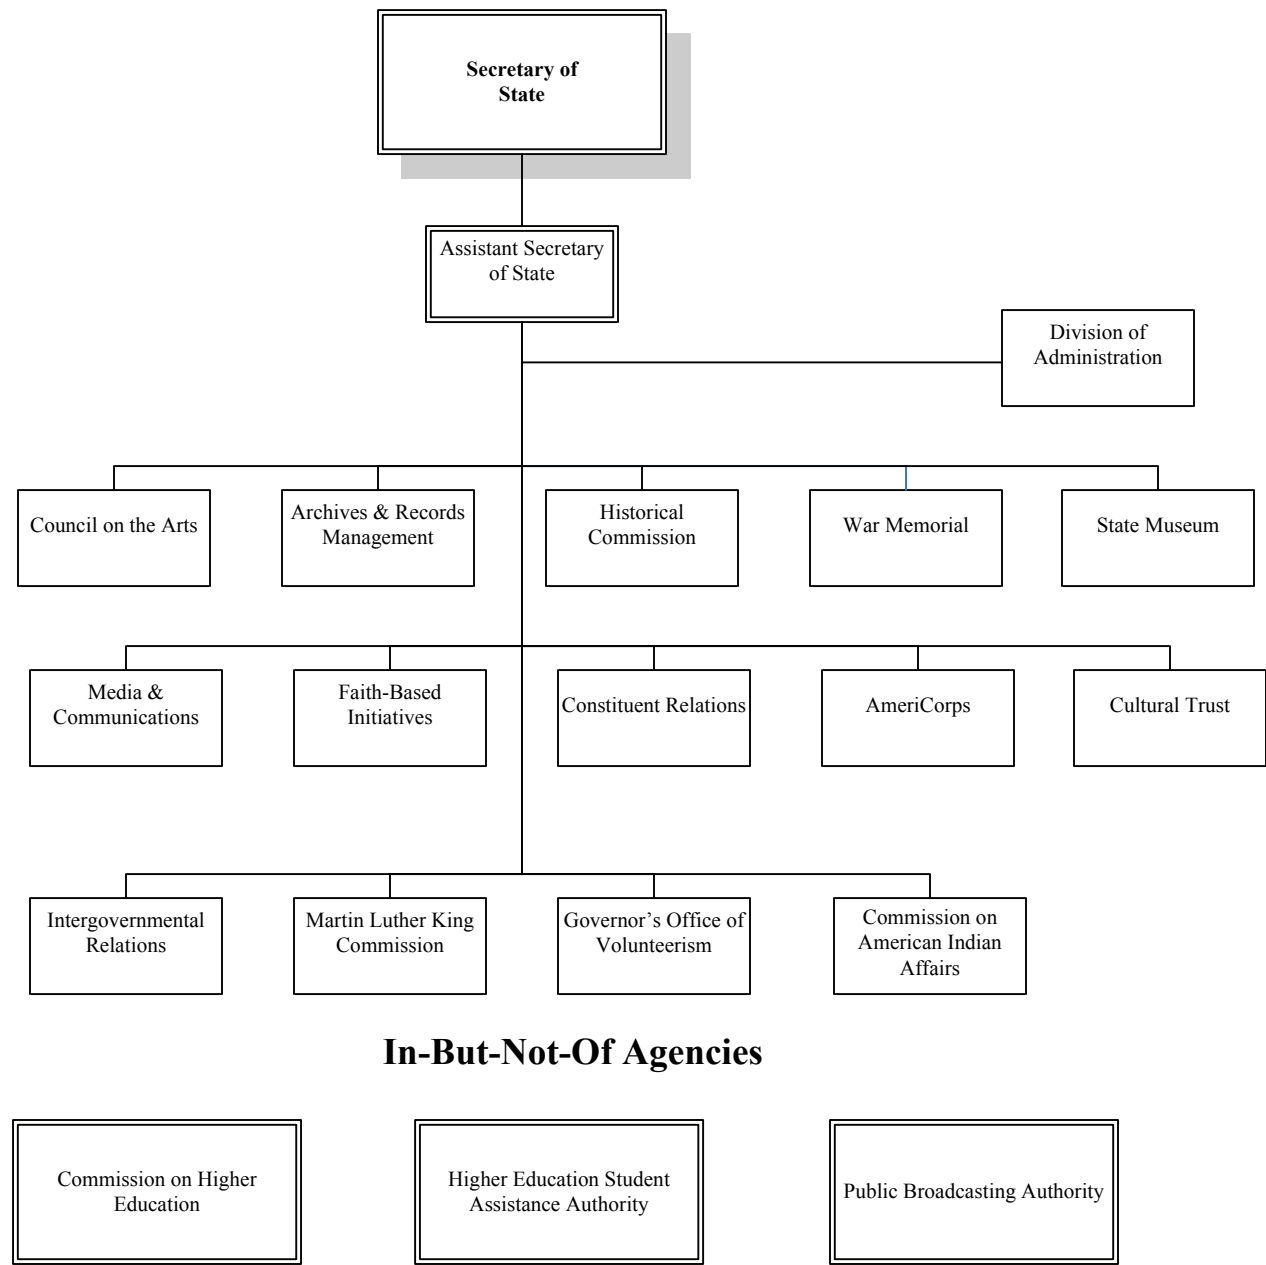 Secretary of
State
Assistant Secretary
of State
Division of
Administration
Council on the Arts
Archives & Records
Management
Historical
Commission
War Memorial
State Museum
Media &
Communications
Faith-Based
Initiatives
Constituent Relations
AmeriCorps
Cultural Trust
Intergovernmental
Relations
Martin Luther King
Commission
Governor’s Office of
Volunteerism
Commission on
American Indian
Affairs
In-But-Not-Of Agencies
Commission on Higher
Education
Higher Education Student
Assistance Authority
Public Broadcasting Authority